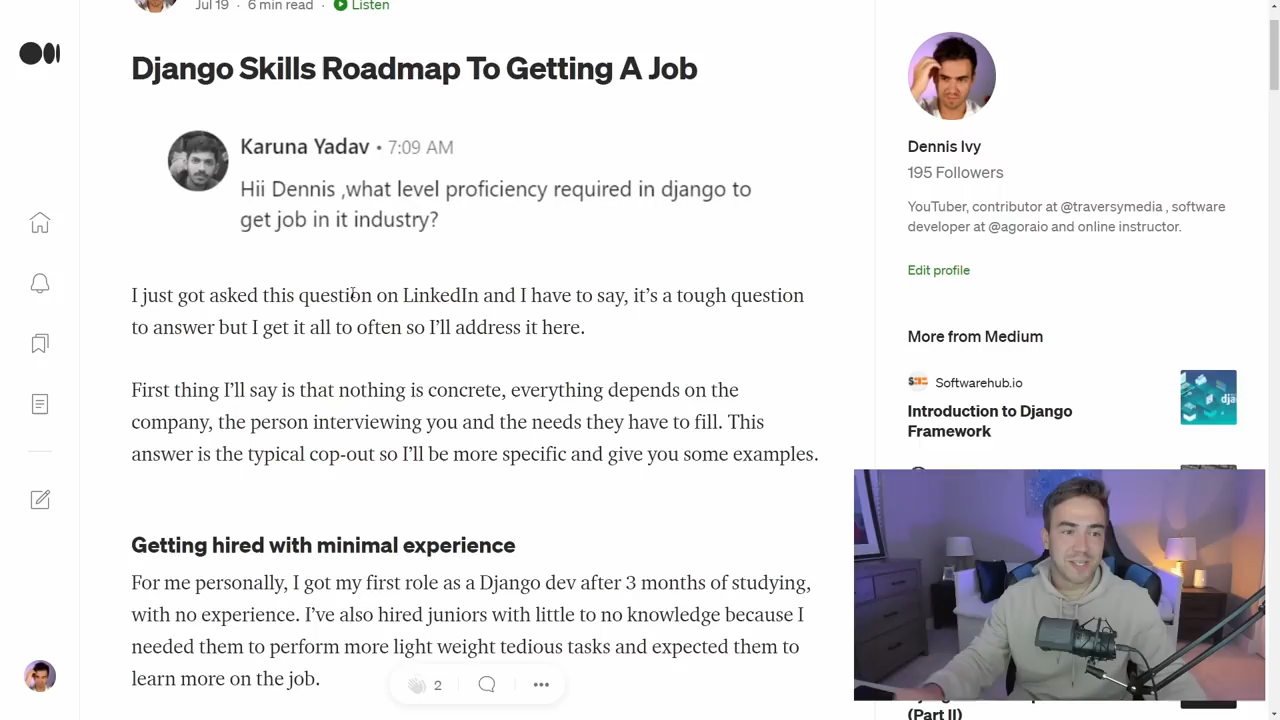 Jul 19 · 6 min read · Listen
Django Skills Roadmap To Getting A Job
Karuna Yadav • 7:09 AM
Hii Dennis ,what level proficiency required in django to
get job in it industry?
I just got asked this question on LinkedIn and I have to say, it's a tough question
to answer but I get it all to often so I'll address it here.
First thing I'll say is that nothing is concrete, everything depends on the
company, the person interviewing you and the needs they have to fill. This
answer is the typical cop-out so I'll be more specific and give you some examples.
Getting hired with minimal experience
For me personally, I got my first role as a Django dev after 3 months of studying,
with no experience. I've also hired juniors with little to no knowledge because I
needed them to perform more light weight tedious tasks and expected them to
learn more on the job.
2
Dennis Ivy
195 Followers
YouTuber, contributor at @traversymedia , software
developer at @agoraio and online instructor.
Edit profile
More from Medium
Softwarehub.io
Introduction to Django
Framework
(Part II)